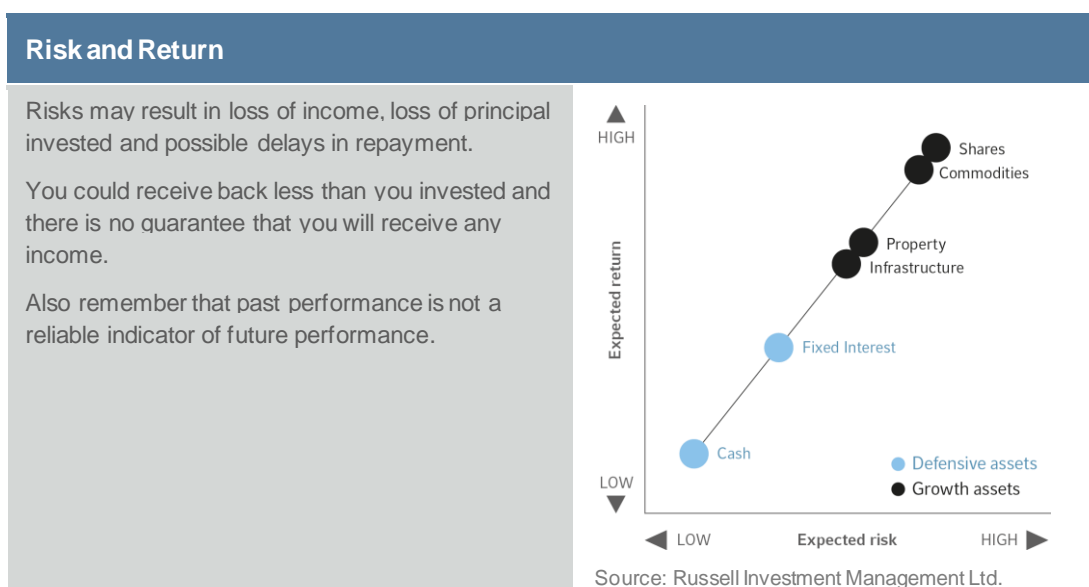 Risk and Return
Risks may result in loss of income, loss of principal
invested and possible delays in repayment.
You could receive back less than you invested and
there is no guarantee that you will receive any
income.
Also remember that past performance is not a
reliable indicator of future performance.
HIGH
Expected return
LOW
Shares
Commodities
Property
Infrastructure
Fixed Interest
Cash
Defensive assets
Growth assets
LOW
Expected risk
HIGH
Source: Russell Investment Management Ltd.